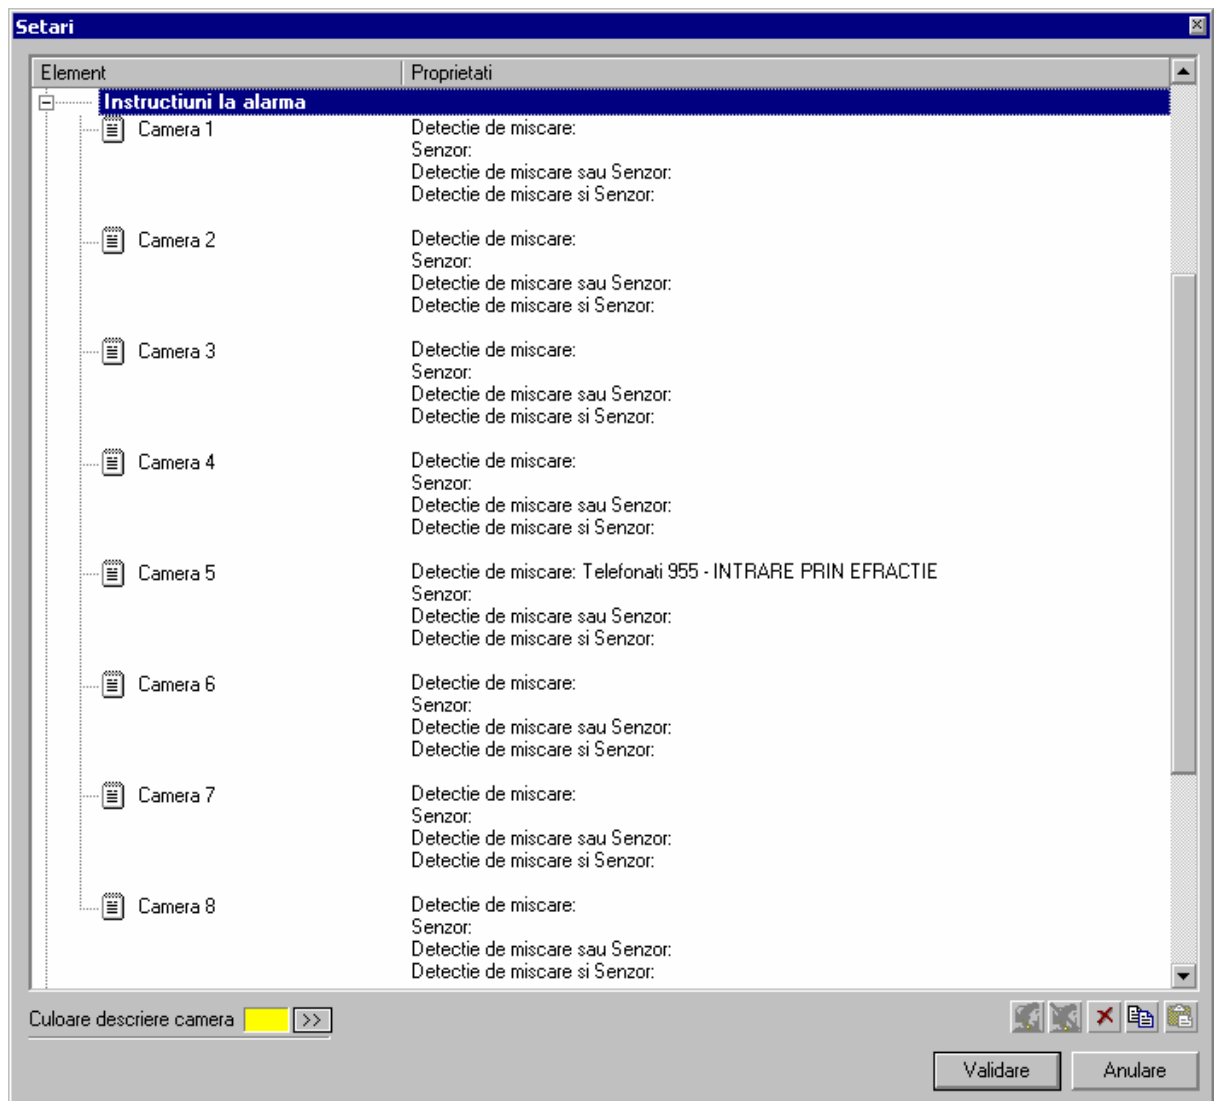 Setari
Element Proprietati
Instructiuni la alarma
Camera 1 Detectie de miscare:
Senzor:
Detectie de miscare sau Senzor:
Detectie de miscare si Senzor:
Camera 2 Detectie de miscare:
Senzor:
Detectie de miscare sau Senzor:
Detectie de miscare si Senzor:
Camera 3 Detectie de miscare:
Senzor:
Detectie de miscare sau Senzor:
Detectie de miscare si Senzor:
Camera 4 Detectie de miscare:
Senzor:
Detectie de miscare sau Senzor:
Detectie de miscare si Senzor:
Camera 5 Detectie de miscare: Telefonati 955 - INTRARE PRIN EFRACTIE
Senzor:
Detectie de miscare sau Senzor:
Detectie de miscare si Senzor:
Camera 6 Detectie de miscare:
Senzor:
Detectie de miscare sau Senzor:
Detectie de miscare si Senzor:
Camera 7 Detectie de miscare:
Senzor:
Detectie de miscare sau Senzor:
Detectie de miscare si Senzor:
Camera 8 Detectie de miscare:
Senzor:
Detectie de miscare sau Senzor:
Detectie de miscare si Senzor:
Culoare descriere camera >>
Validare Anulare